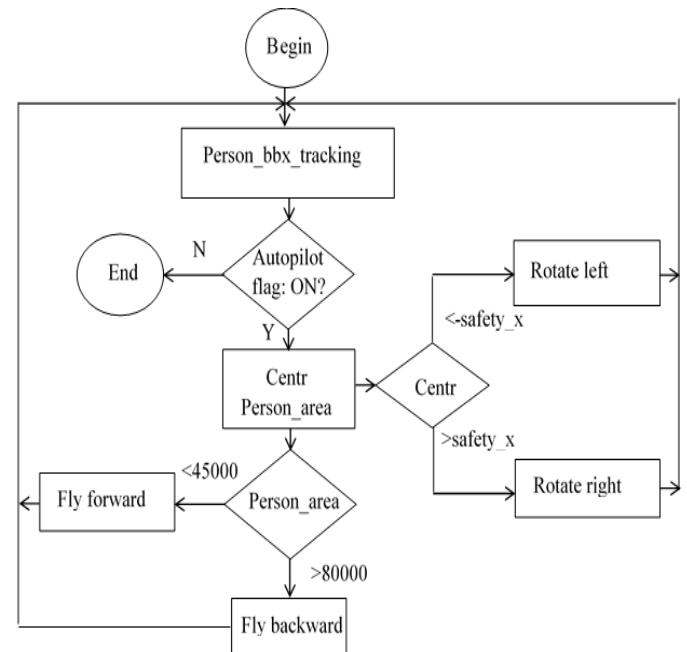 Begin
Person_bbx_tracking
N
Autopilot
flag: ON?
End
Y
Rotate left
<-safety_x
Centr
Person_area
Centr
>safety_x
<45000
Fly forward
Person_area
Rotate right
>80000
Fly backward